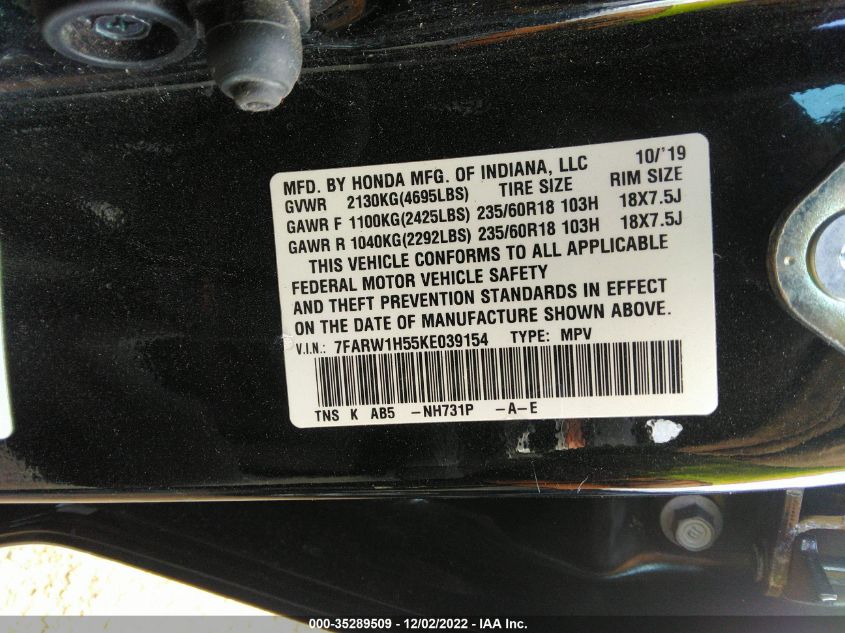 MFD. BY HONDA MFG. OF INDIANA, LLC 10/'19
GVWR 2130KG(4695LBS) TIRE SIZE RIM SIZE
GAWR F 1100KG(2425LBS) 235/60R18 103H 18X7.5J
GAWR R 1040KG(2292LBS) 235/60R18 103H 18X7.5J
THIS VEHICLE CONFORMS TO ALL APPLICABLE
FEDERAL MOTOR VEHICLE SAFETY
AND THEFT PREVENTION STANDARDS IN EFFECT
ON THE DATE OF MANUFACTURE SHOWN ABOVE.
V.I.N.: 7FARW1H55KE039154 TYPE: MPV
TNS K AB5 -NH731P -A-E
000-35289509 - 12/02/2022 - IAA Inc.